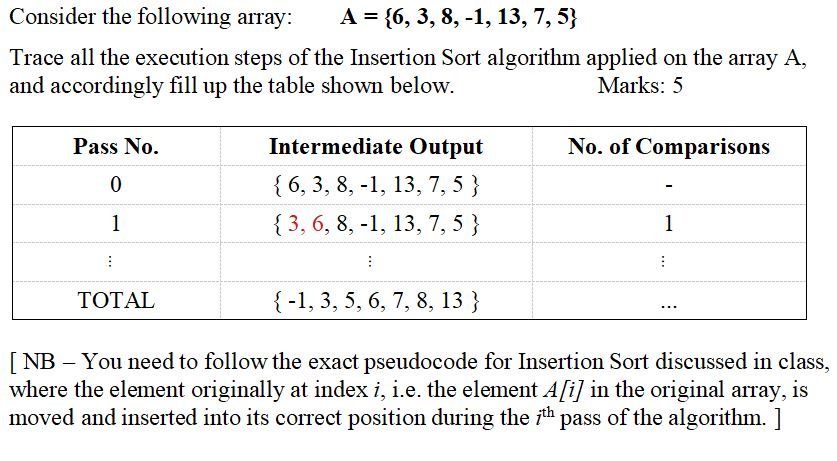 Consider the following array: A = {6, 3, 8, -1, 13, 7, 5}
Trace all the execution steps of the Insertion Sort algorithm applied on the array A,
and accordingly fill up the table shown below. Marks: 5
Pass No. Intermediate Output No. of Comparisons
0 { 6, 3, 8, -1, 13, 7, 5 } -
1 { 3, 6, 8, -1, 13, 7, 5 } 1
⋮ ⋮ ⋮
TOTAL { -1, 3, 5, 6, 7, 8, 13 } ...
[ NB – You need to follow the exact pseudocode for Insertion Sort discussed in class,
where the element originally at index i, i.e. the element A[i] in the original array, is
moved and inserted into its correct position during the ith pass of the algorithm. ]